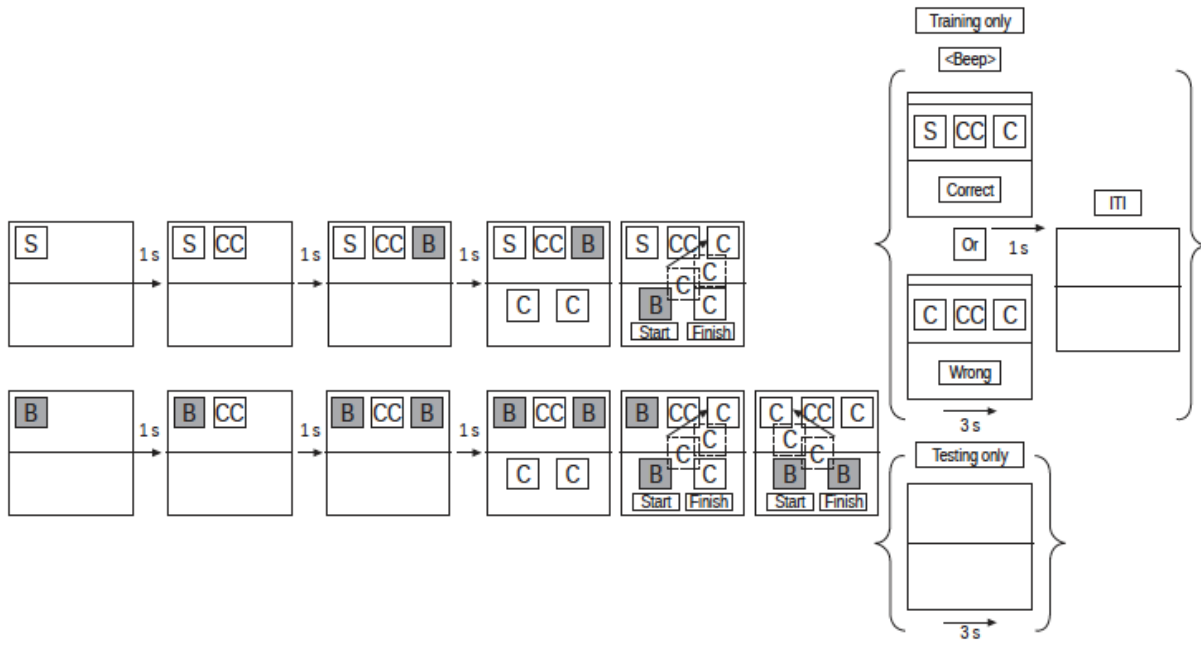 S
1 s
S CC
1 s
S CC B
1 s
S CC B
C C
S CC C
C
C
B C
Start Finish
B
1 s
B CC
1 s
B CC B
1 s
B CC B
C C
B CC C
C
C
B C
Start Finish
C CC C
C
C
B B
Start Finish
Training only
<Beep>
S CC C
Correct
Or
1 s
C CC C
Wrong
3 s
ITI
Testing only
3 s